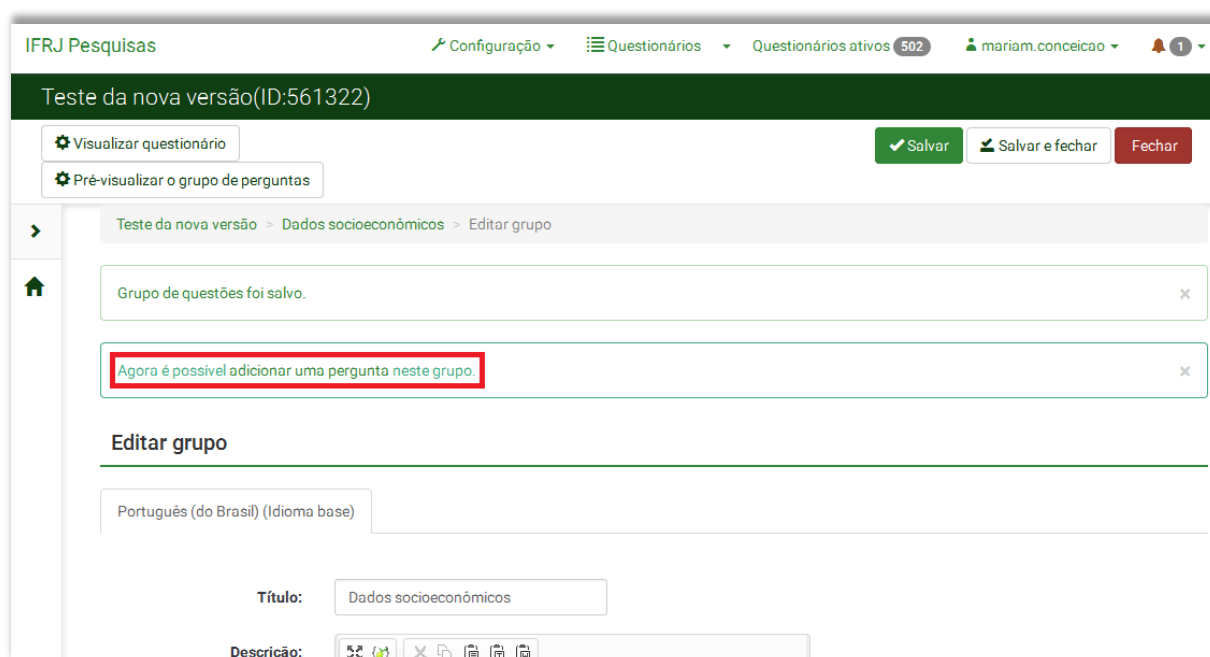 IFRJ Pesquisas Configuração Questionários Questionários ativos 502 mariam.conceicao 1
Teste da nova versão(ID:561322)
Visualizar questionário Salvar Salvar e fechar Fechar
Pré-visualizar o grupo de perguntas
Teste da nova versão > Dados socioeconômicos > Editar grupo
Grupo de questões foi salvo. ×
Agora é possível adicionar uma pergunta neste grupo. ×
Editar grupo
Português (do Brasil) (Idioma base)
Título: Dados socioeconômicos
Descrição: